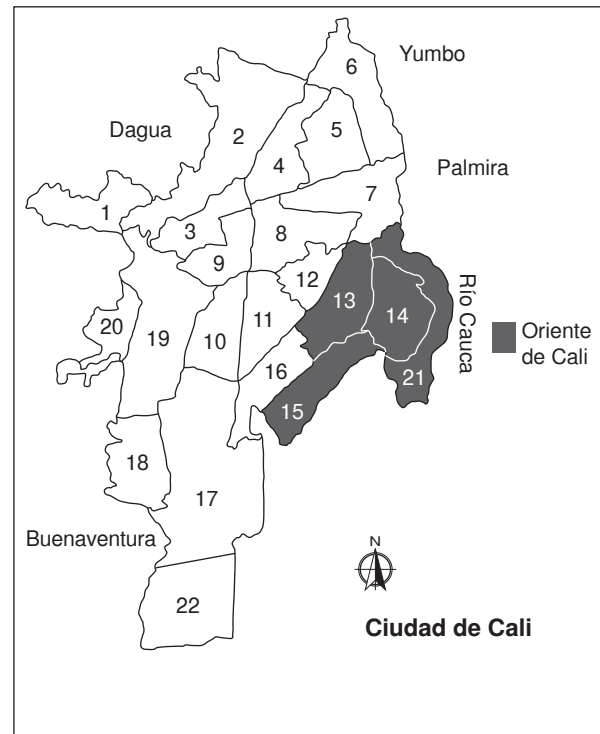 Yumbo
6
Dagua
2
5
4
Palmira
7
1
3
8
9
12
Río Cauca
13
14
20
19
11
10
Oriente
de Cali
16
21
15
18
17
Buenaventura
N
22
Ciudad de Cali